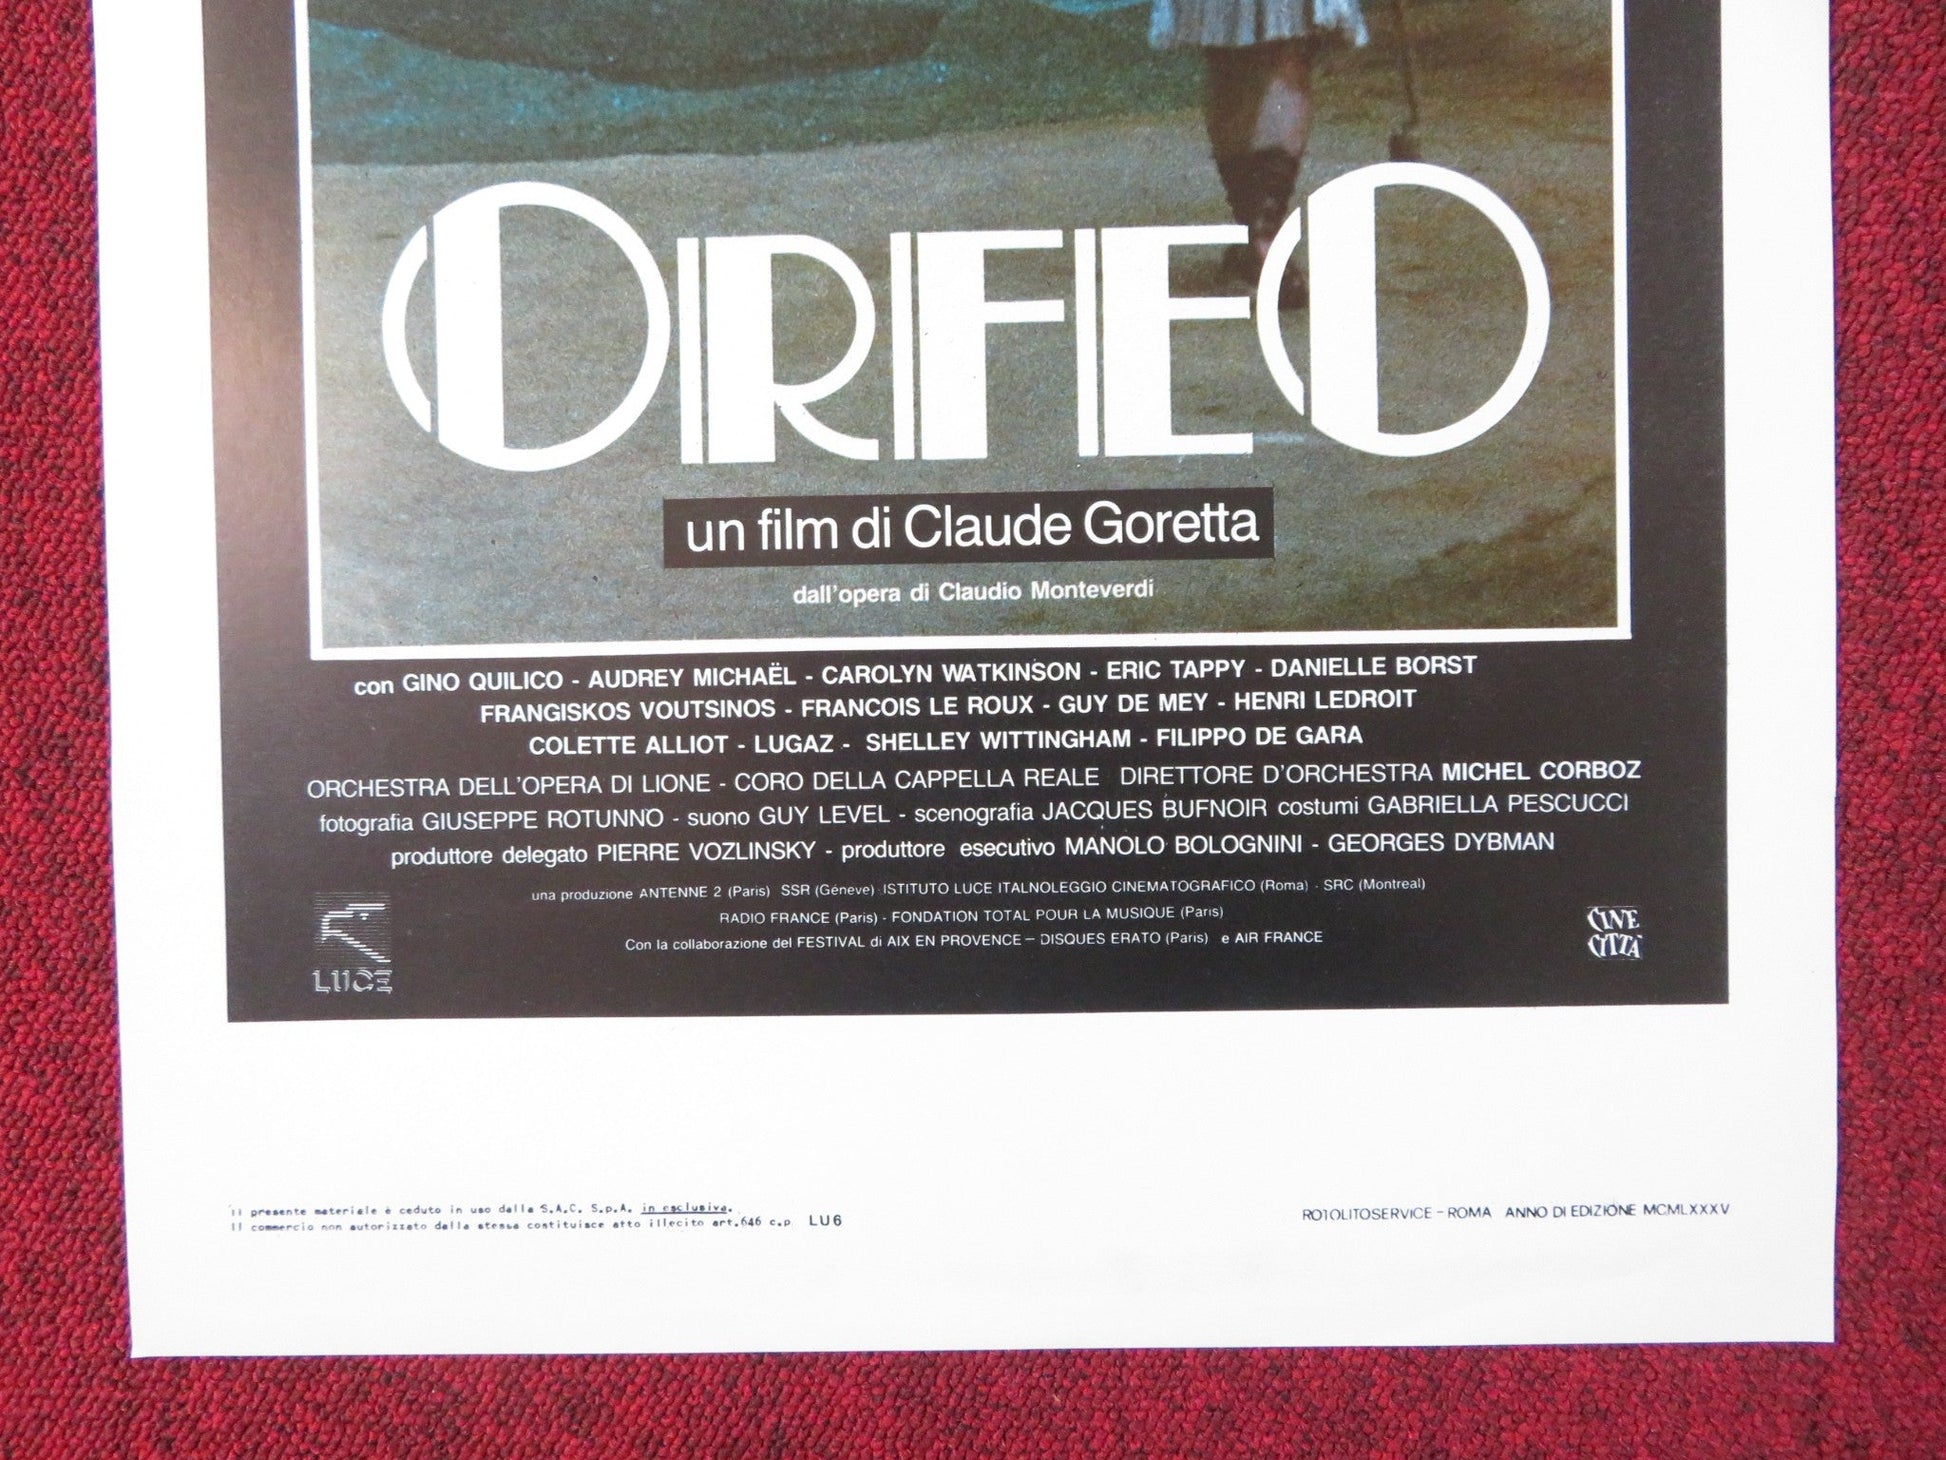 ORFEO
un film di Claude Goretta
dall'opera di Claudio Monteverdi
con GINO QUILICO - AUDREY MICHAËL - CAROLYN WATKINSON - ERIC TAPPY - DANIELLE BORST
FRANGISKOS VOUTSINOS - FRANCOIS LE ROUX - GUY DE MEY - HENRI LEDROIT
COLETTE ALLIOT - LUGAZ - SHELLEY WITTINGHAM - FILIPPO DE GARA
ORCHESTRA DELL'OPERA DI LIONE - CORO DELLA CAPPELLA REALE DIRETTORE D'ORCHESTRA MICHEL CORBOZ
fotografia GIUSEPPE ROTUNNO - suono GUY LEVEL - scenografia JACQUES BUFNOIR costumi GABRIELLA PESCUCCI
produttore delegato PIERRE VOZLINSKY - produttore esecutivo MANOLO BOLOGNINI - GEORGES DYBMAN
una produzione ANTENNE 2 (Paris) SSR (Géneve) ISTITUTO LUCE ITALNOLEGGIO CINEMATOGRAFICO (Roma) - SRC (Montreal)
RADIO FRANCE (Paris) - FONDATION TOTAL POUR LA MUSIQUE (Paris)
Con la collaborazione del FESTIVAL di AIX EN PROVENCE – DISQUES ERATO (Paris) e AIR FRANCE
LUCE
CINE
CITTÀ
il presente materiale è ceduto in uso dalla S.A.C. S.p.A. in esclusiva.
Il commercio non autorizzato della stessa costituisce atto illecito art.646 c.p. LU6
ROTOLITOSERVICE - ROMA ANNO DI EDIZIONE MCMLXXXV